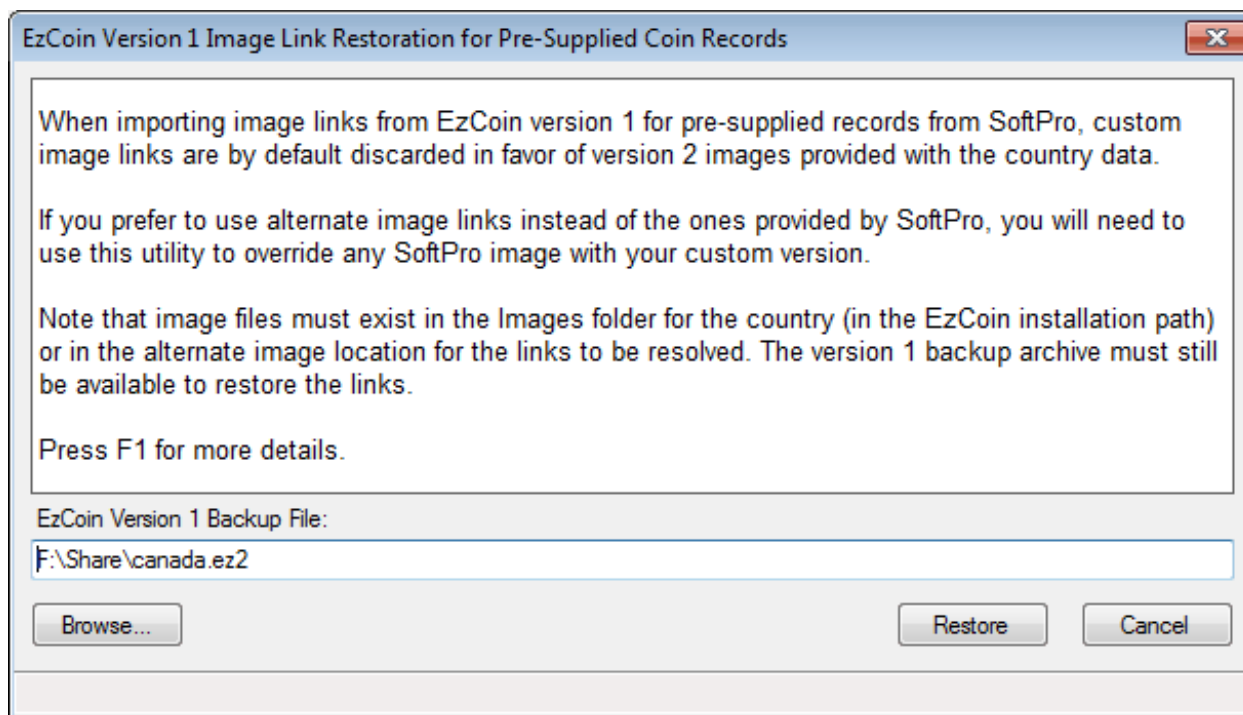 EzCoin Version 1 Image Link Restoration for Pre-Supplied Coin Records
When importing image links from EzCoin version 1 for pre-supplied records from SoftPro, custom
image links are by default discarded in favor of version 2 images provided with the country data.
If you prefer to use alternate image links instead of the ones provided by SoftPro, you will need to
use this utility to override any SoftPro image with your custom version.
Note that image files must exist in the Images folder for the country (in the EzCoin installation path)
or in the alternate image location for the links to be resolved. The version 1 backup archive must still
be available to restore the links.
Press F1 for more details.
EzCoin Version 1 Backup File:
F:\Share\canada.ez2
Browse... Restore Cancel